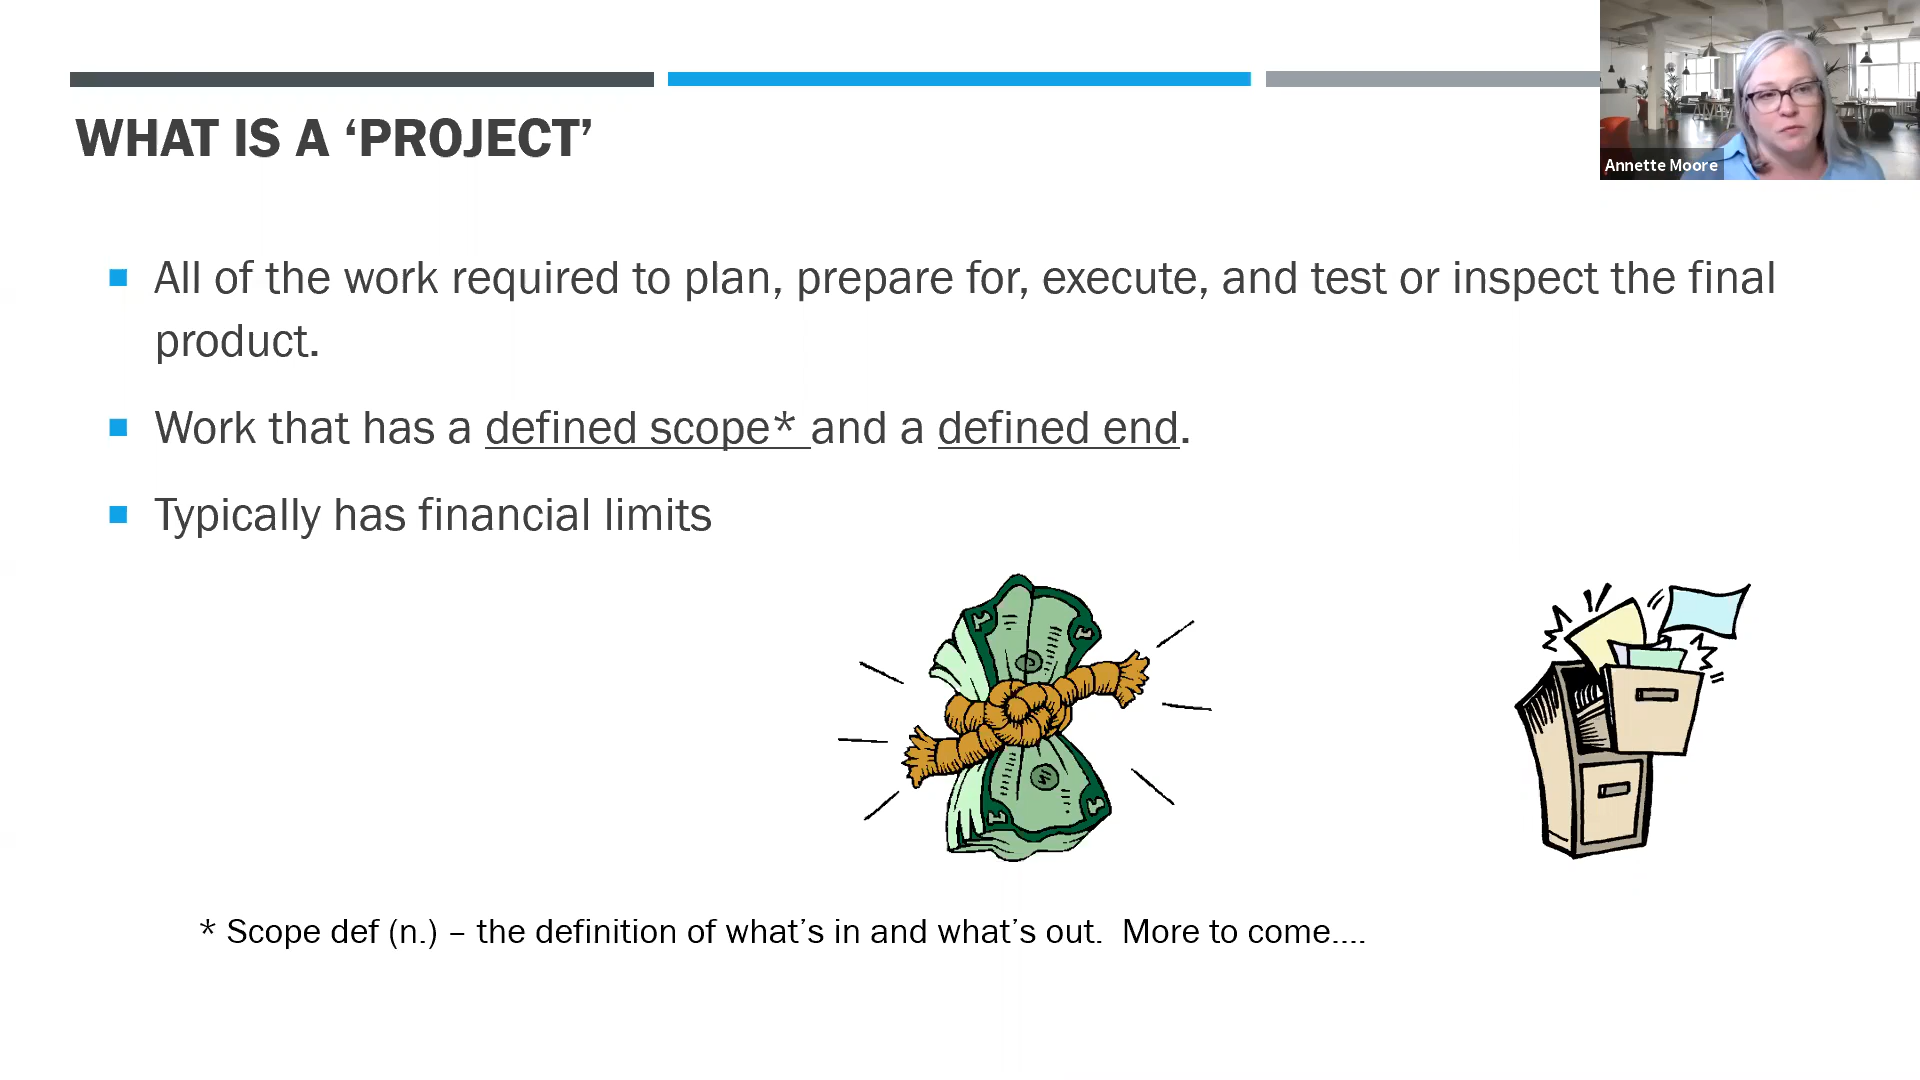 WHAT IS A ‘PROJECT’
Annette Moore
All of the work required to plan, prepare for, execute, and test or inspect the final
product.
Work that has a defined scope* and a defined end.
Typically has financial limits
* Scope def (n.) – the definition of what’s in and what’s out.  More to come….